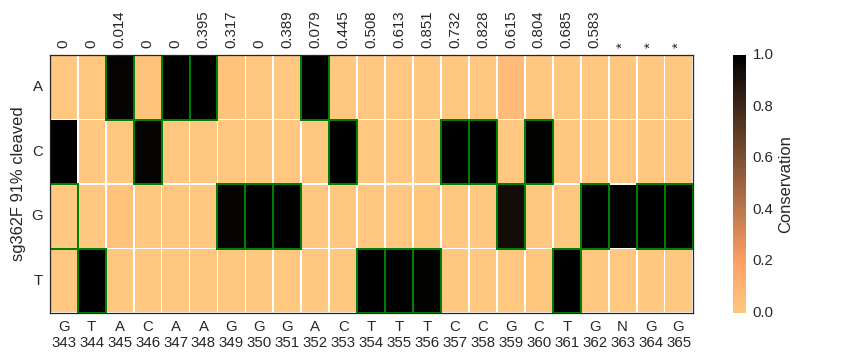 0 0 0.014 0 0 0.395 0.317 0 0.389 0.079 0.445 0.508 0.613 0.851 0.732 0.828 0.615 0.804 0.685 0.583 * * *
sg362F 91% cleaved
A
C
G
T
G T A C A A G G G A C T T T C C G C T G N G G
343 344 345 346 347 348 349 350 351 352 353 354 355 356 357 358 359 360 361 362 363 364 365
1.0
0.8
0.6
0.4
0.2
0.0
Conservation